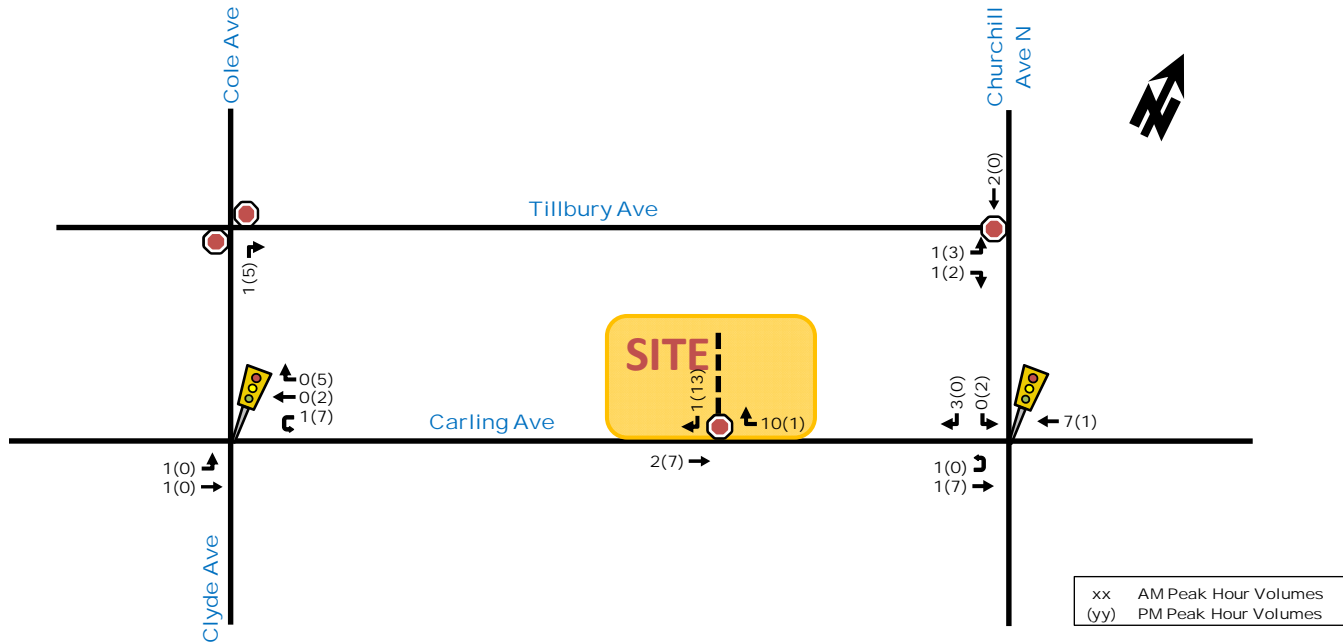 Cole Ave
Churchill
Ave N
N
2(0)
Tillbury Ave
1(5)
1(3)
1(2)
SITE
0(5)
0(2)
1(7)
1(13)
10(1)
3(0)
0(2)
7(1)
Carling Ave
1(0)
1(0)
2(7)
1(0)
1(7)
Clyde Ave
xx AM Peak Hour Volumes
(yy) PM Peak Hour Volumes